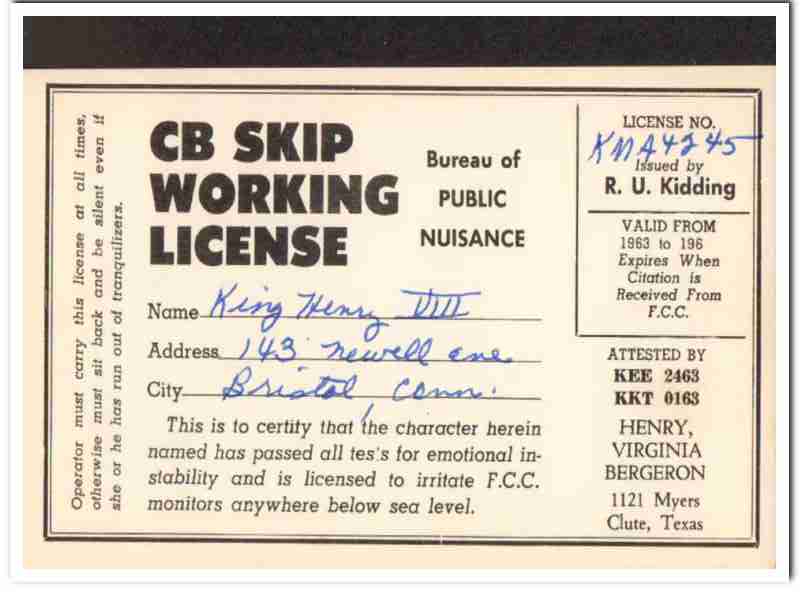 Operator must carry this license at all times,
otherwise must sit back and be silent even if
she or he has run out of tranquilizers.
CB SKIP
WORKING
LICENSE
Bureau of
PUBLIC
NUISANCE
Name King Henry VIII
Address 143 Newell ave
City Bristol, Conn.
This is to certify that the character herein
named has passed all tes's for emotional in-
stability and is licensed to irritate F.C.C.
monitors anywhere below sea level.
LICENSE NO.
KMA4245
Issued by
R. U. Kidding
VALID FROM
1963 to 196
Expires When
Citation is
Received From
F.C.C.
ATTESTED BY
KEE 2463
KKT 0163
HENRY,
VIRGINIA
BERGERON
1121 Myers
Clute, Texas